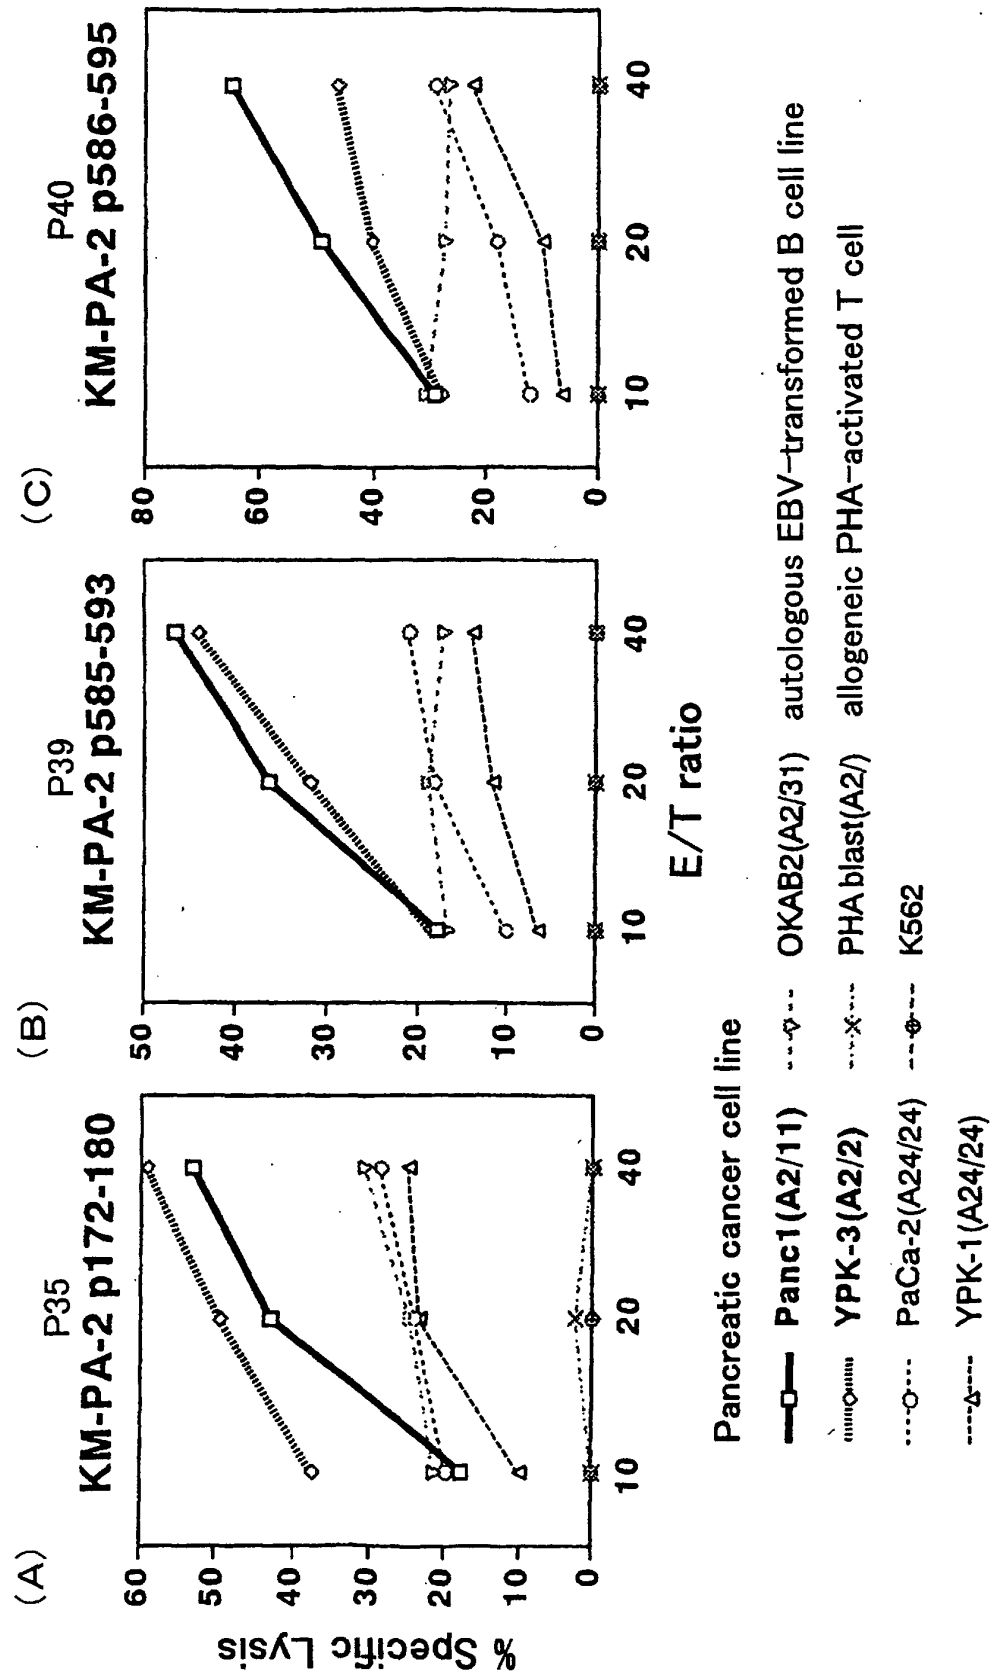 (A)
P35
KM-PA-2 p172-180
% Specific Lysis
60
50
40
30
20
10
0
10
20
40
(B)
P39
KM-PA-2 p585-593
50
40
30
20
10
0
10
20
40
E/T ratio
(C)
P40
KM-PA-2 p586-595
80
60
40
20
0
10
20
40
Pancreatic cancer cell line
Panc1(A2/11)
YPK-3(A2/2)
PaCa-2(A24/24)
YPK-1(A24/24)
OKAB2(A2/31) autologous EBV-transformed B cell line
PHA blast(A2/) allogeneic PHA-activated T cell
K562